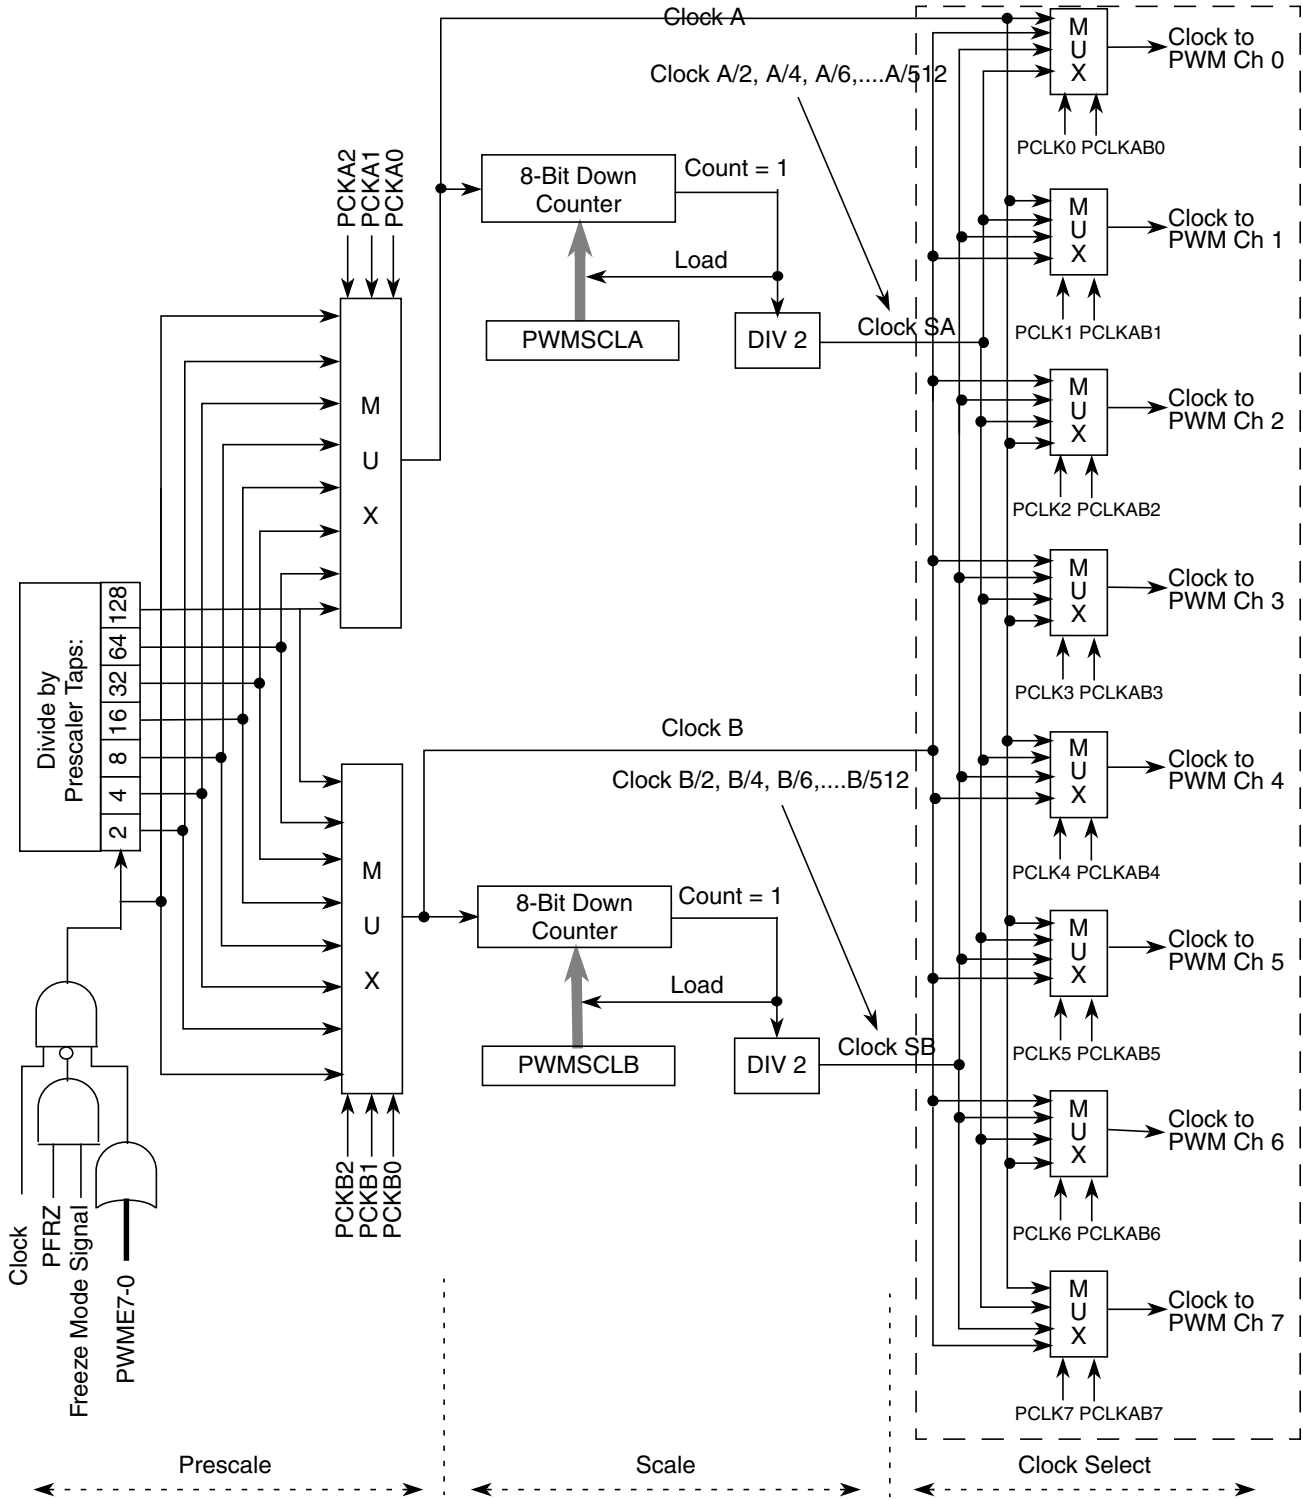 Clock A
Clock A/2, A/4, A/6,....A/512
PCKA2
PCKA1
PCKA0
8-Bit Down
Counter
Count = 1
Load
PWMSCLA
DIV 2
Clock SA
M
U
X
Divide by
Prescaler Taps:
128
64
32
16
8
4
2
Clock B
Clock B/2, B/4, B/6,....B/512
M
U
X
8-Bit Down
Counter
Count = 1
Load
PWMSCLB
DIV 2
Clock SB
PCKB2
PCKB1
PCKB0
Clock
PFRZ
Freeze Mode Signal
PWME7-0
M
U
X
Clock to
PWM Ch 0
PCLK0 PCLKAB0
M
U
X
Clock to
PWM Ch 1
PCLK1 PCLKAB1
M
U
X
Clock to
PWM Ch 2
PCLK2 PCLKAB2
M
U
X
Clock to
PWM Ch 3
PCLK3 PCLKAB3
M
U
X
Clock to
PWM Ch 4
PCLK4 PCLKAB4
M
U
X
Clock to
PWM Ch 5
PCLK5 PCLKAB5
M
U
X
Clock to
PWM Ch 6
PCLK6 PCLKAB6
M
U
X
Clock to
PWM Ch 7
PCLK7 PCLKAB7
Prescale
Scale
Clock Select